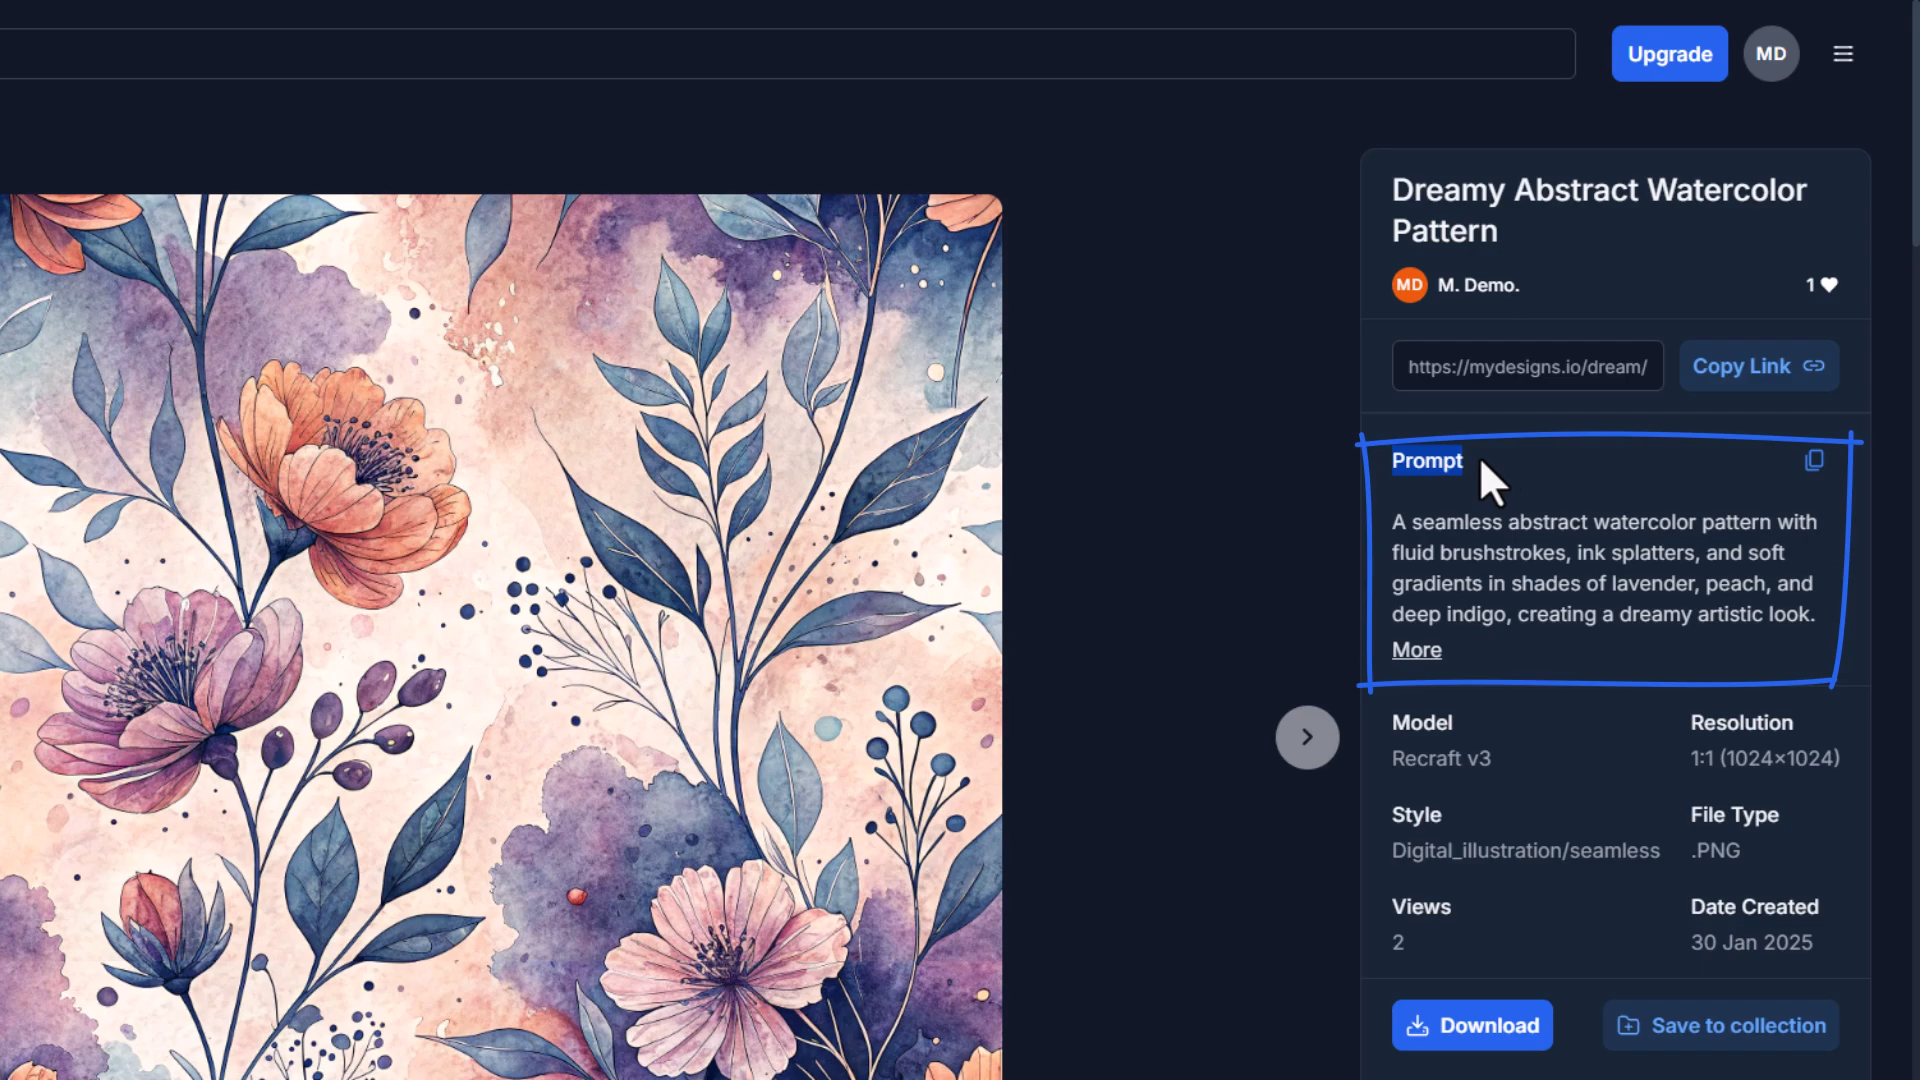 Upgrade
MD
Dreamy Abstract Watercolor
Pattern
MD M. Demo.
1
https://mydesigns.io/dream/
Copy Link
Prompt
A seamless abstract watercolor pattern with
fluid brushstrokes, ink splatters, and soft
gradients in shades of lavender, peach, and
deep indigo, creating a dreamy artistic look.
More
Model
Resolution
Recraft v3
1:1 (1024×1024)
Style
File Type
Digital_illustration/seamless
.PNG
Views
Date Created
2
30 Jan 2025
Download
Save to collection